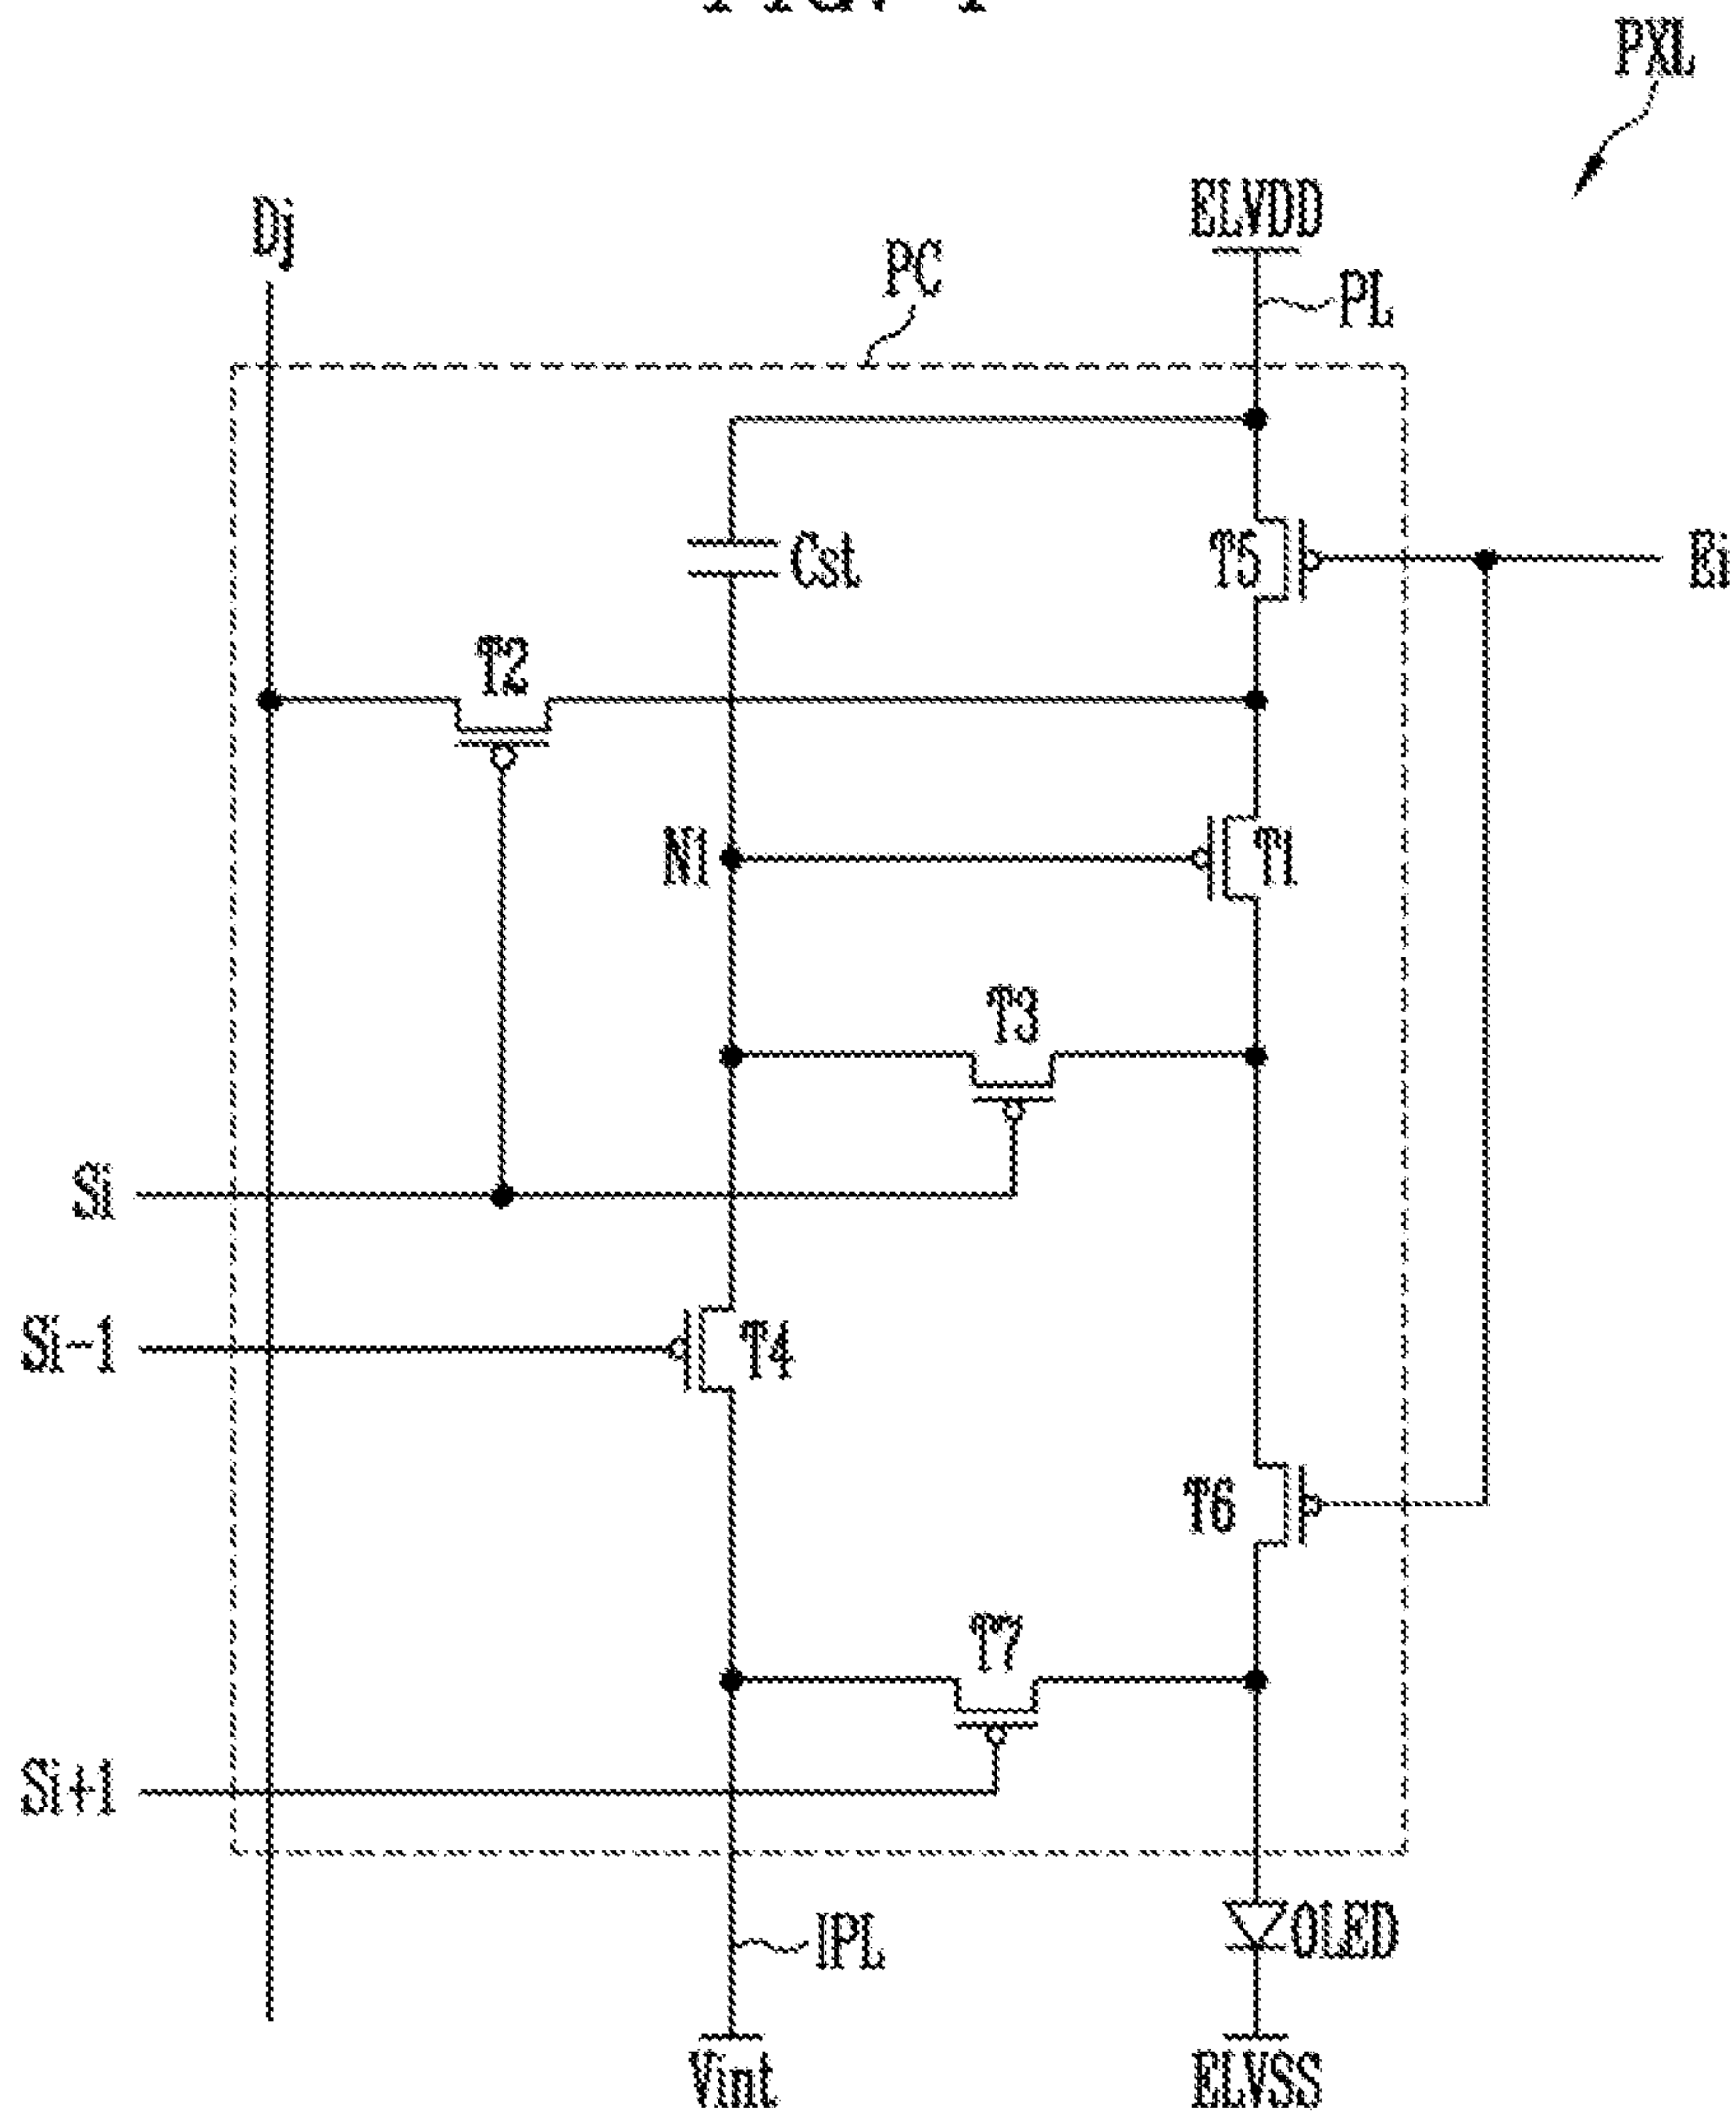 PXL
ELVDD
Dj
PC
PL
Cst
T5
Ei
T2
N1
T1
T3
Si
Si-1
T4
T6
T7
Si+1
IPL
OLED
Vint
ELVSS